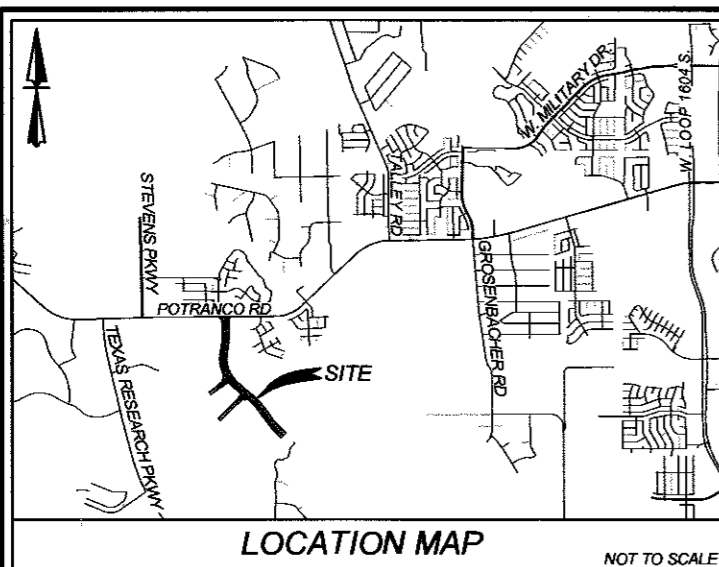 W. MILITARY DR.
W. LOOP 1604 S.
STEVENS PKWY
TALLEY RD
GROSENBACHER RD
POTRANCO RD
TEXAS RESEARCH PKWY
SITE
LOCATION MAP
NOT TO SCALE